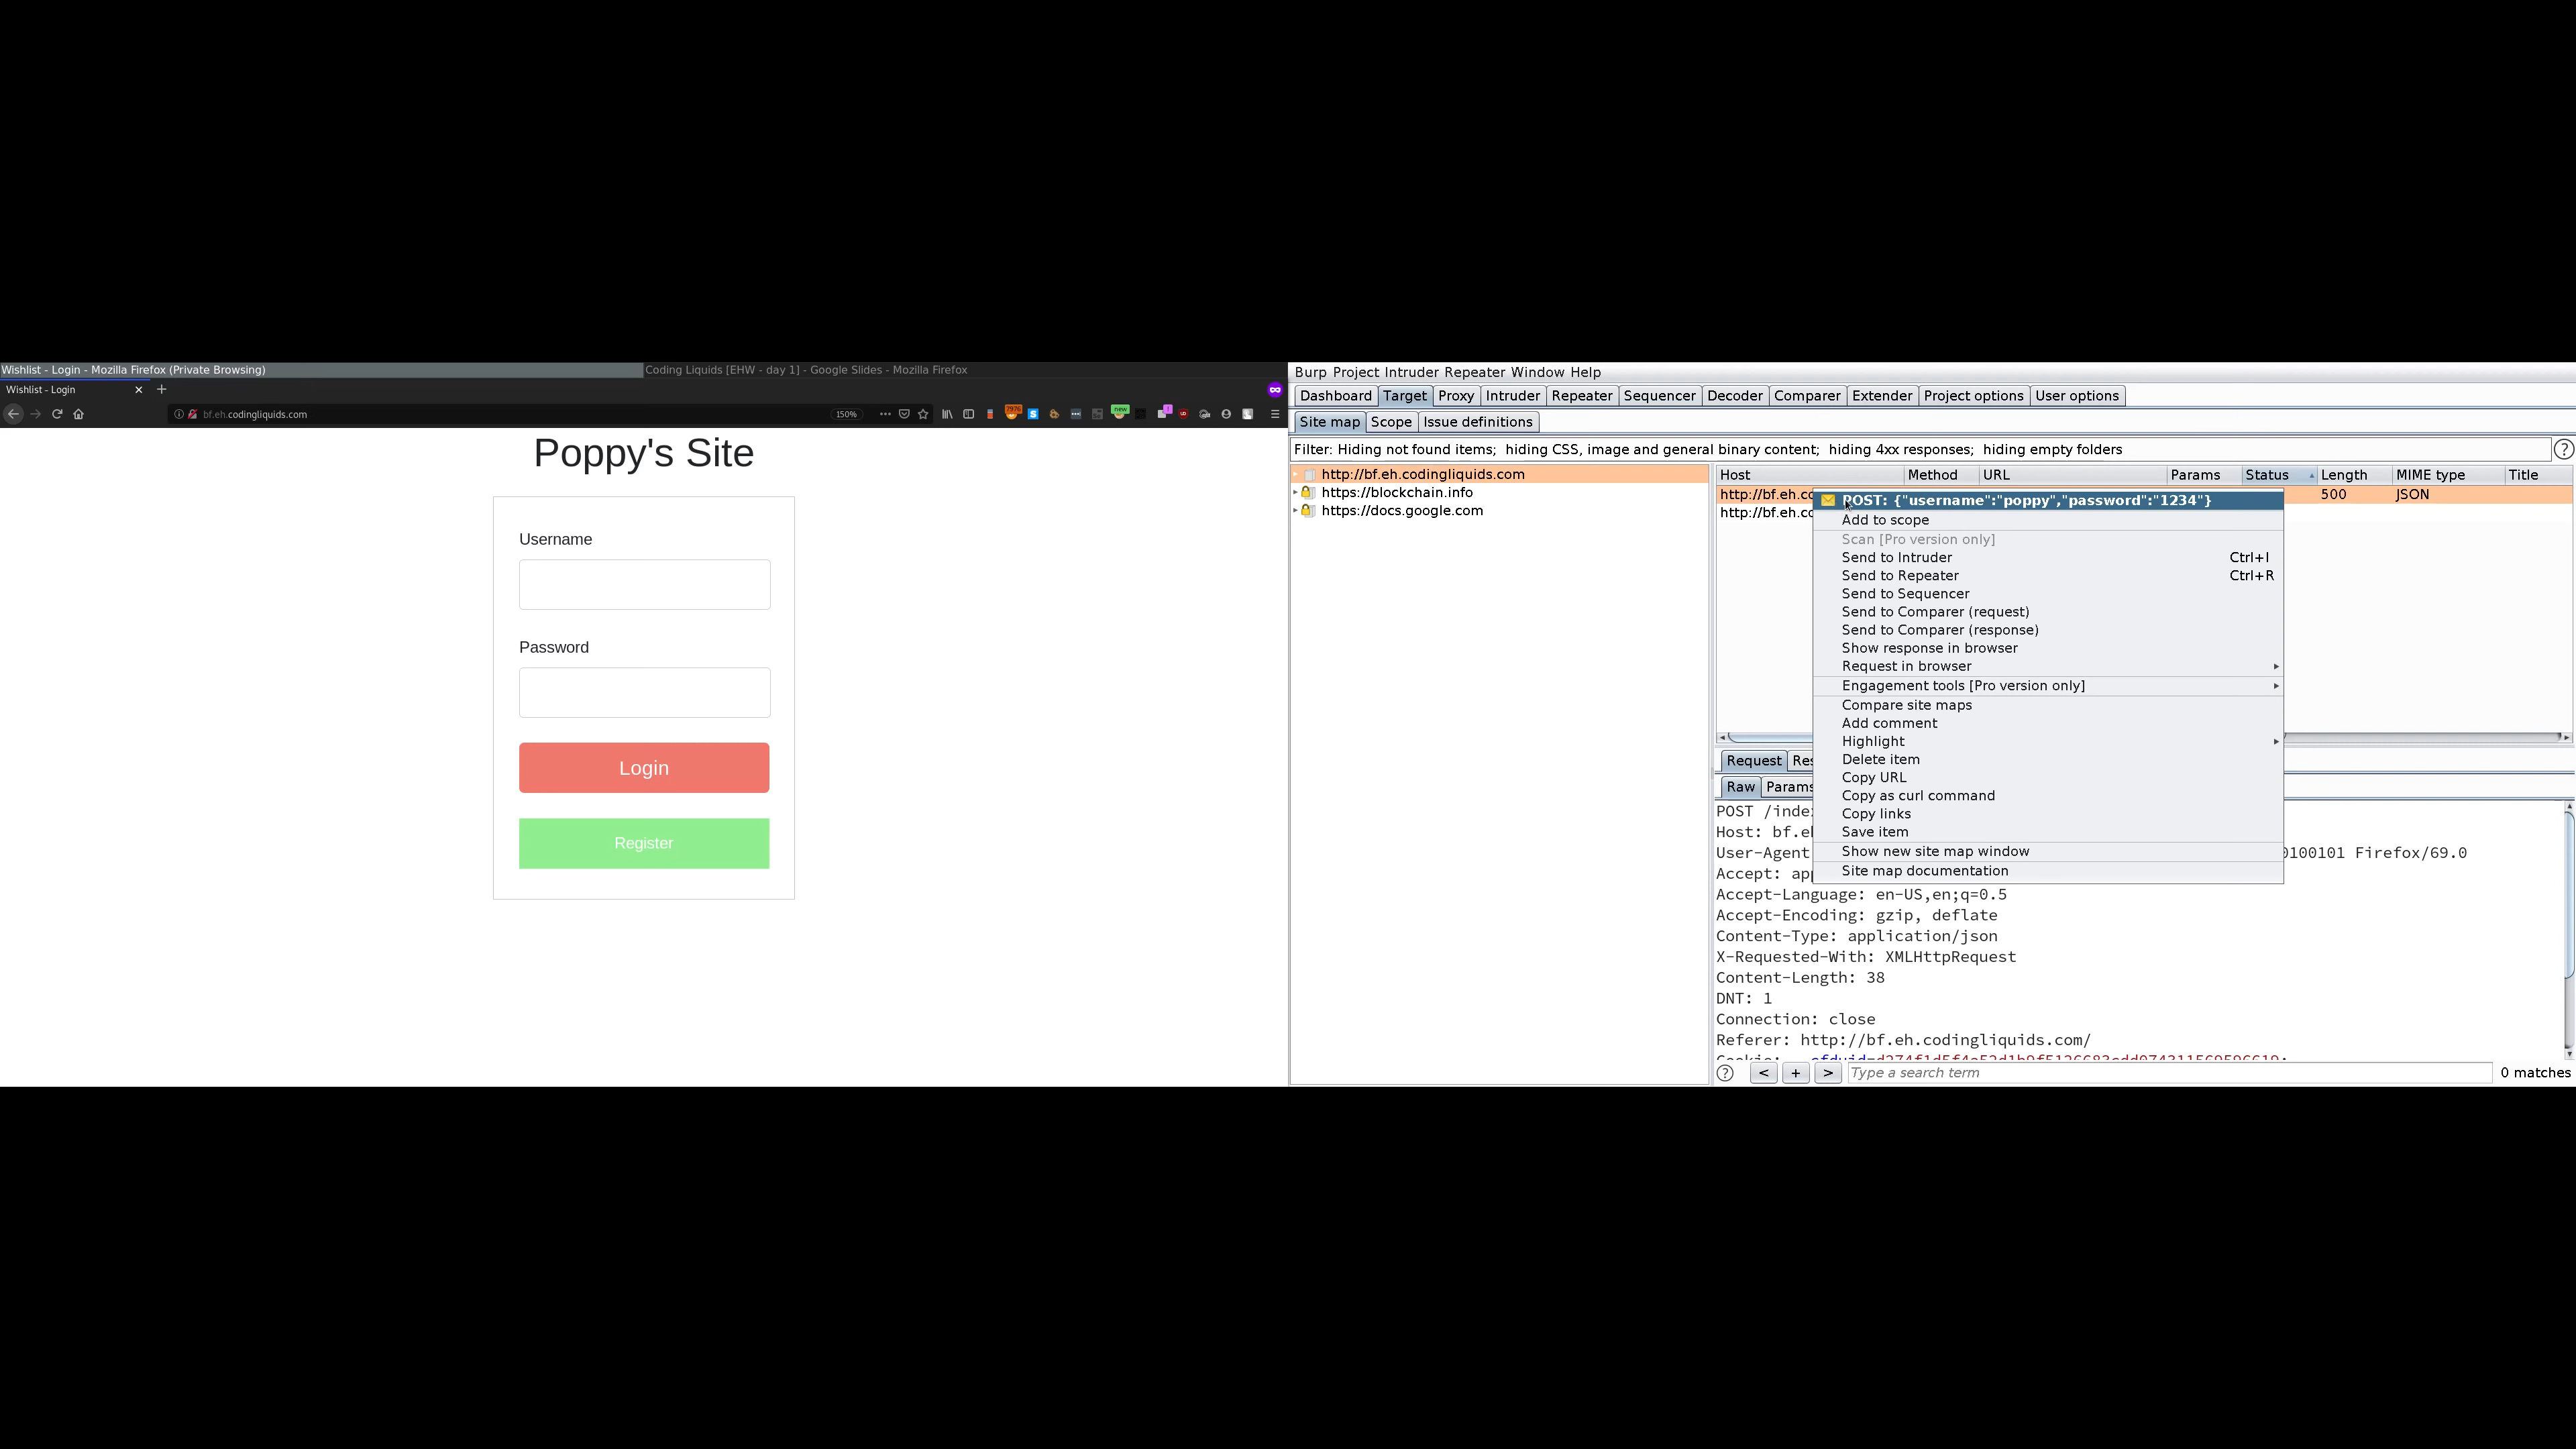 Wishlist - Login - Mozilla Firefox (Private Browsing)
Coding Liquids [EHW - day 1] - Google Slides - Mozilla Firefox
Wishlist - Login
bf.eh.codingliquids.com
150%
7976
new
Poppy's Site
Username
Password
Login
Register
Burp Project Intruder Repeater Window Help
Dashboard Target Proxy Intruder Repeater Sequencer Decoder Comparer Extender Project options User options
Site map Scope Issue definitions
Filter: Hiding not found items; hiding CSS, image and general binary content; hiding 4xx responses; hiding empty folders
http://bf.eh.codingliquids.com
https://blockchain.info
https://docs.google.com
Host Method URL Params Status Length MIME type Title
http://bf.eh.co 500 JSON
http://bf.eh.co
POST: {"username":"poppy","password":"1234"}
Add to scope
Scan [Pro version only]
Send to Intruder Ctrl+I
Send to Repeater Ctrl+R
Send to Sequencer
Send to Comparer (request)
Send to Comparer (response)
Show response in browser
Request in browser
Engagement tools [Pro version only]
Compare site maps
Add comment
Highlight
Delete item
Copy URL
Copy as curl command
Copy links
Save item
Show new site map window
Site map documentation
Request Res
Raw Params
POST /index
Host: bf.eh
User-Agent 0100101 Firefox/69.0
Accept: app
Accept-Language: en-US,en;q=0.5
Accept-Encoding: gzip, deflate
Content-Type: application/json
X-Requested-With: XMLHttpRequest
Content-Length: 38
DNT: 1
Connection: close
Referer: http://bf.eh.codingliquids.com/
< + > Type a search term 0 matches